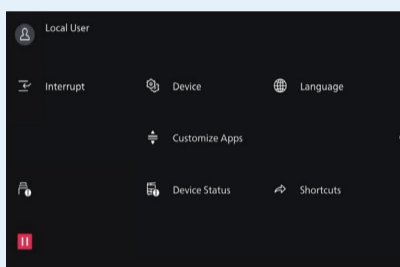 Local User
Interrupt
Device
Language
Customize Apps
Device Status
Shortcuts